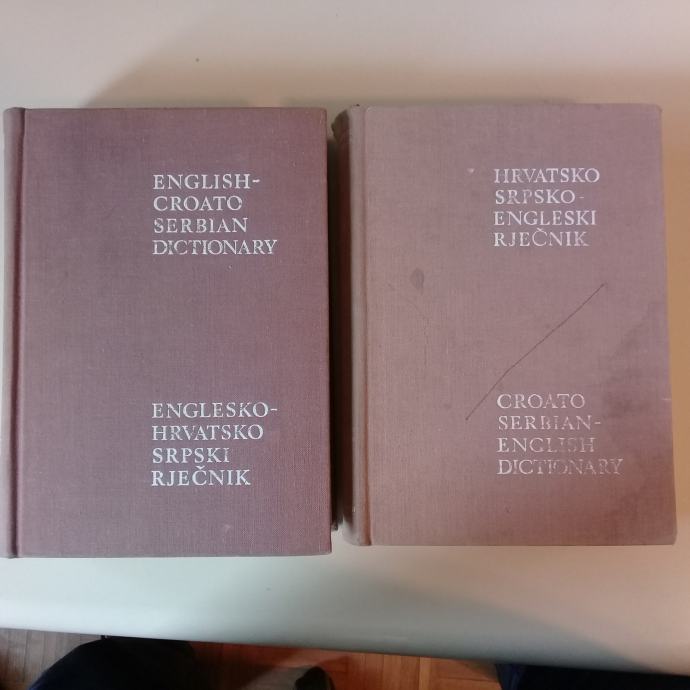 ENGLISH-
CROATO
SERBIAN
DICTIONARY
ENGLESKO-
HRVATSKO
SRPSKI
RJEČNIK
HRVATSKO
SRPSKO-
ENGLESKI
RJEČNIK
CROATO
SERBIAN-
ENGLISH
DICTIONARY